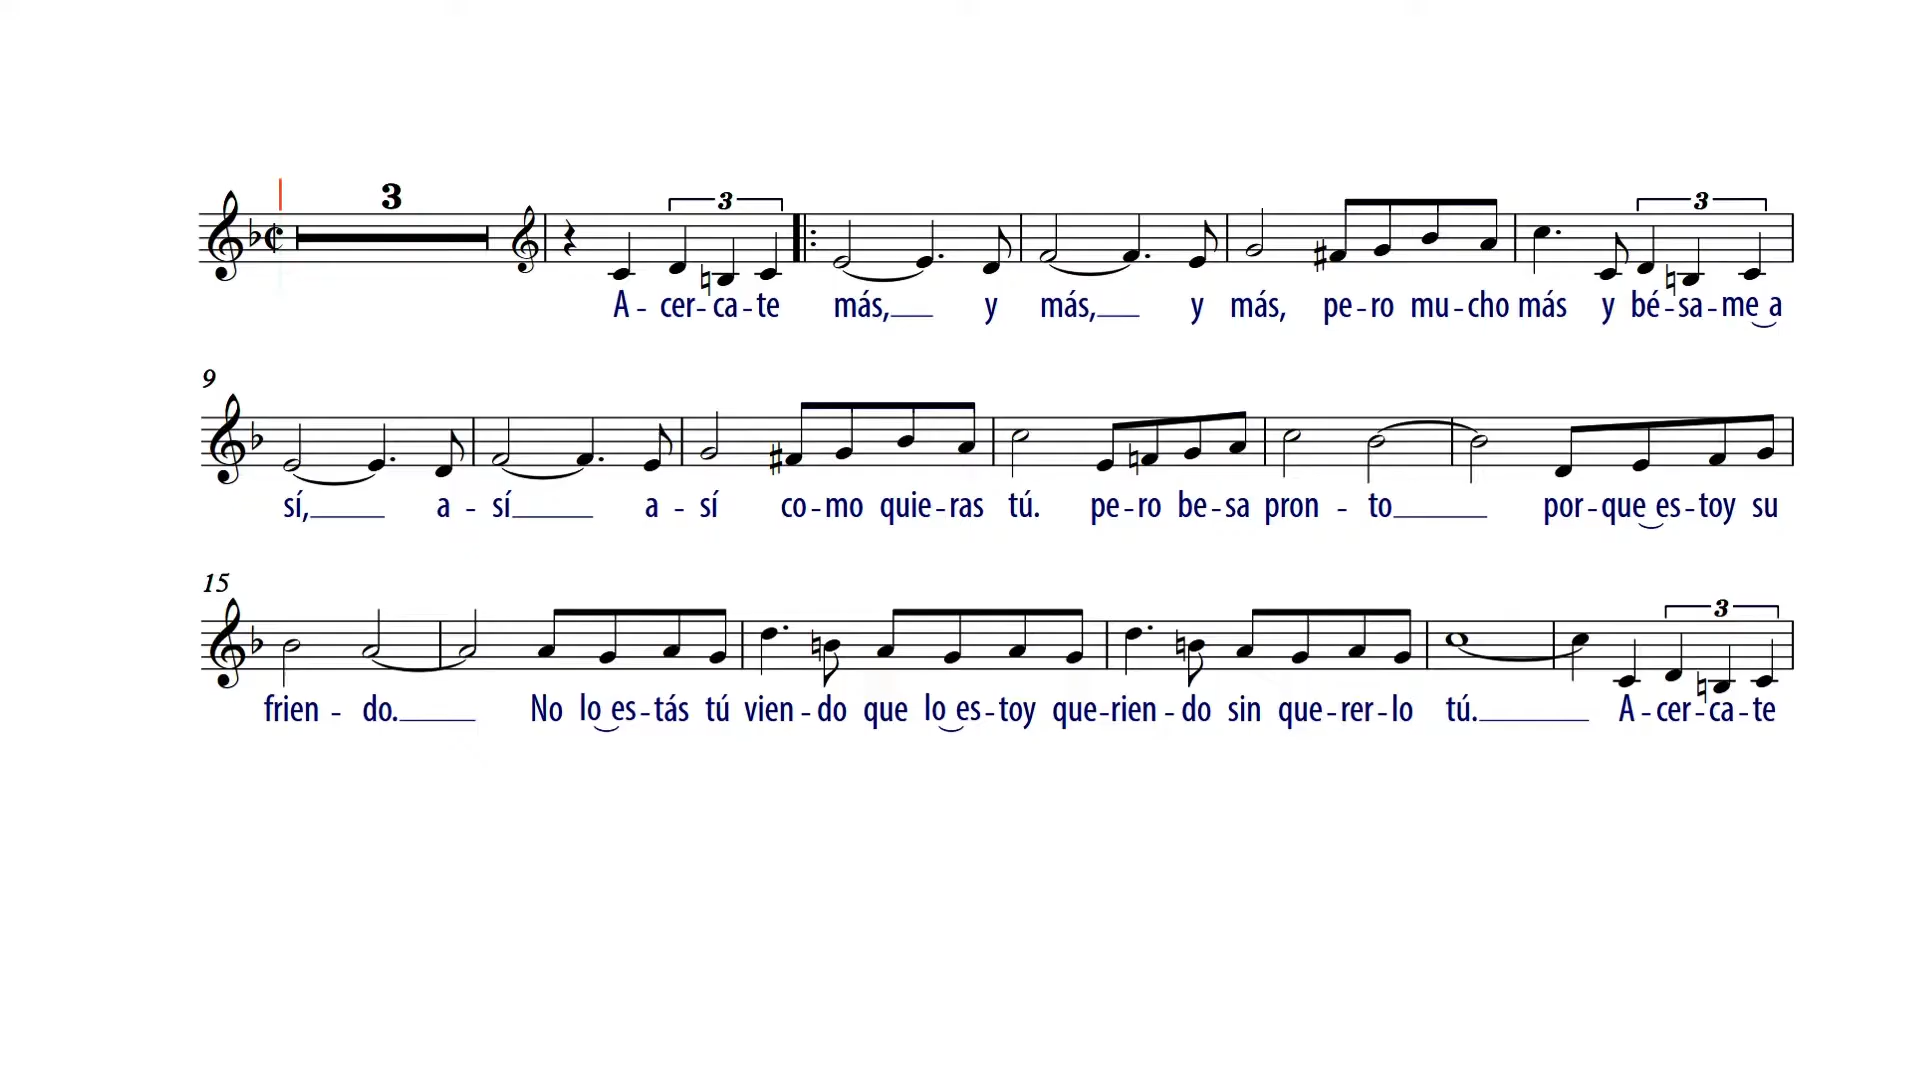 3 3 3
A - cer-ca-te más, y más, y más, pe-ro mu-cho más y bé-sa-me a
9
sí, a - sí a - sí co-mo quie-ras tú. pe-ro be-sa pron - to por-que es-toy su
15 3
frien - do. No lo es-tás tú vien-do que lo es-toy que-rien-do sin que-rer-lo tú. A-cer-ca-te